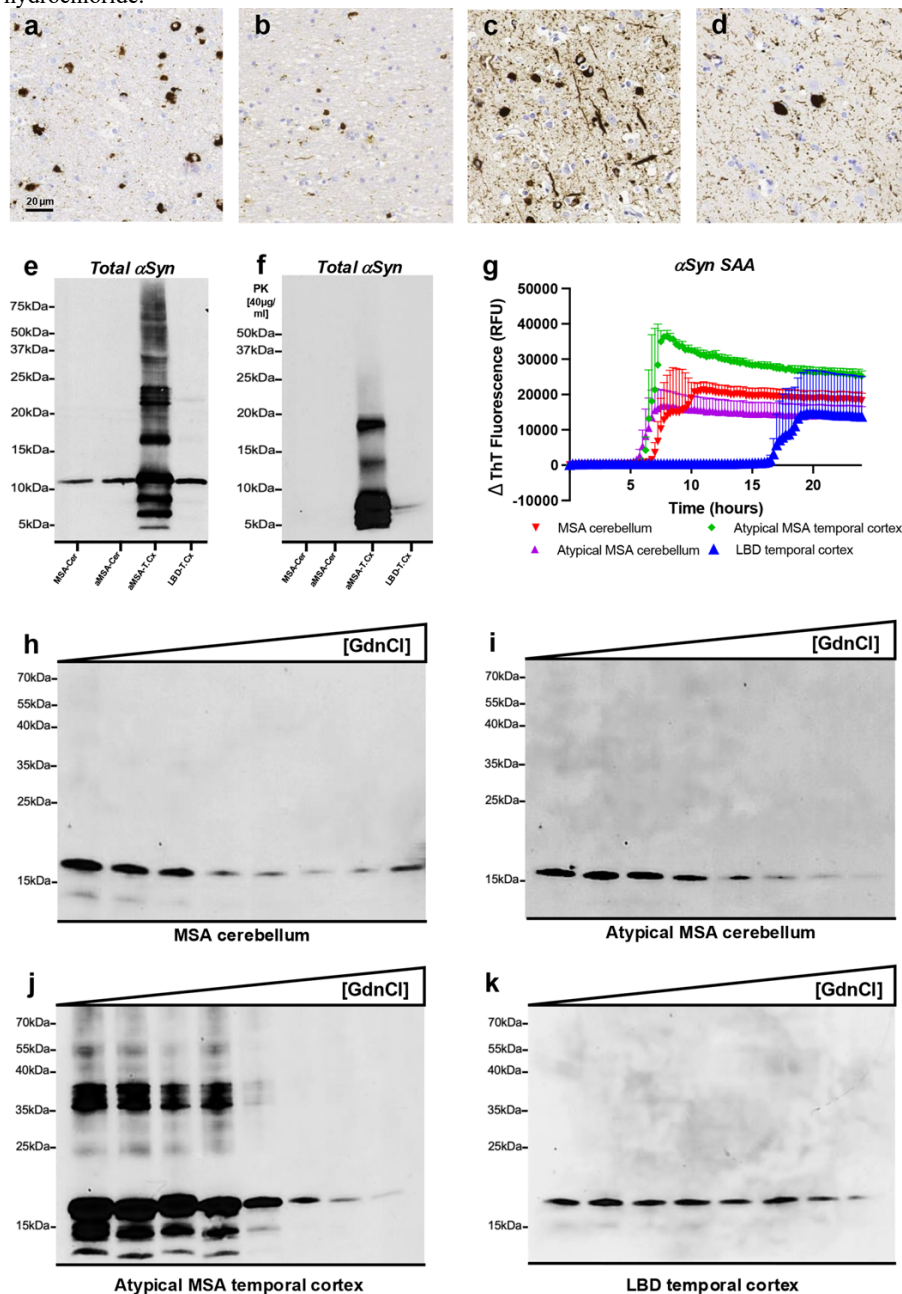 hydrochloride.
a
b
c
d
20 µm
e
Total αSyn
75kDa
50kDa
37kDa
25kDa
20kDa
15kDa
10kDa
5kDa
MSA-Cer
aMSA-Cer
aMSA-T.Cx
LBD-T.Cx
f
Total αSyn
PK
[40µg/
ml]
50kDa
37kDa
25kDa
20kDa
15kDa
10kDa
5kDa
MSA-Cer
aMSA-Cer
aMSA-T.Cx
LBD-T.Cx
g
αSyn SAA
Δ ThT Fluorescence (RFU)
50000
40000
30000
20000
10000
0
-10000
5
10
15
20
Time (hours)
MSA cerebellum
Atypical MSA temporal cortex
Atypical MSA cerebellum
LBD temporal cortex
h
[GdnCl]
70kDa
55kDa
40kDa
35kDa
25kDa
15kDa
MSA cerebellum
i
[GdnCl]
70kDa
55kDa
40kDa
35kDa
25kDa
15kDa
Atypical MSA cerebellum
j
[GdnCl]
70kDa
55kDa
40kDa
35kDa
25kDa
15kDa
Atypical MSA temporal cortex
k
[GdnCl]
70kDa
55kDa
40kDa
35kDa
25kDa
15kDa
LBD temporal cortex